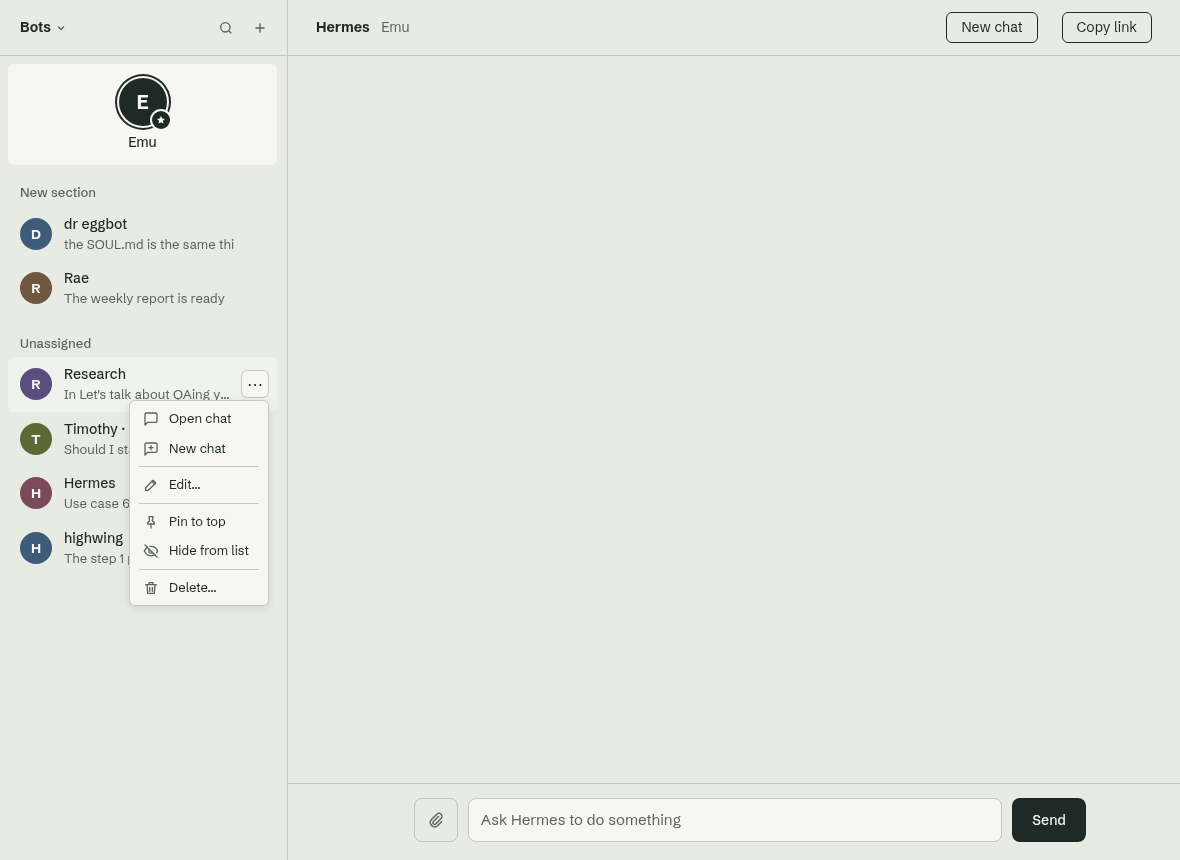 Bots
Hermes Emu
New chat
Copy link
E
Emu
New section
D
dr eggbot
the SOUL.md is the same thi
R
Rae
The weekly report is ready
Unassigned
R
Research
In Let's talk about QAing y...
T
Timothy ·
Should I st
H
Hermes
Use case 6
H
highwing
The step 1
Open chat
New chat
Edit...
Pin to top
Hide from list
Delete...
Ask Hermes to do something
Send